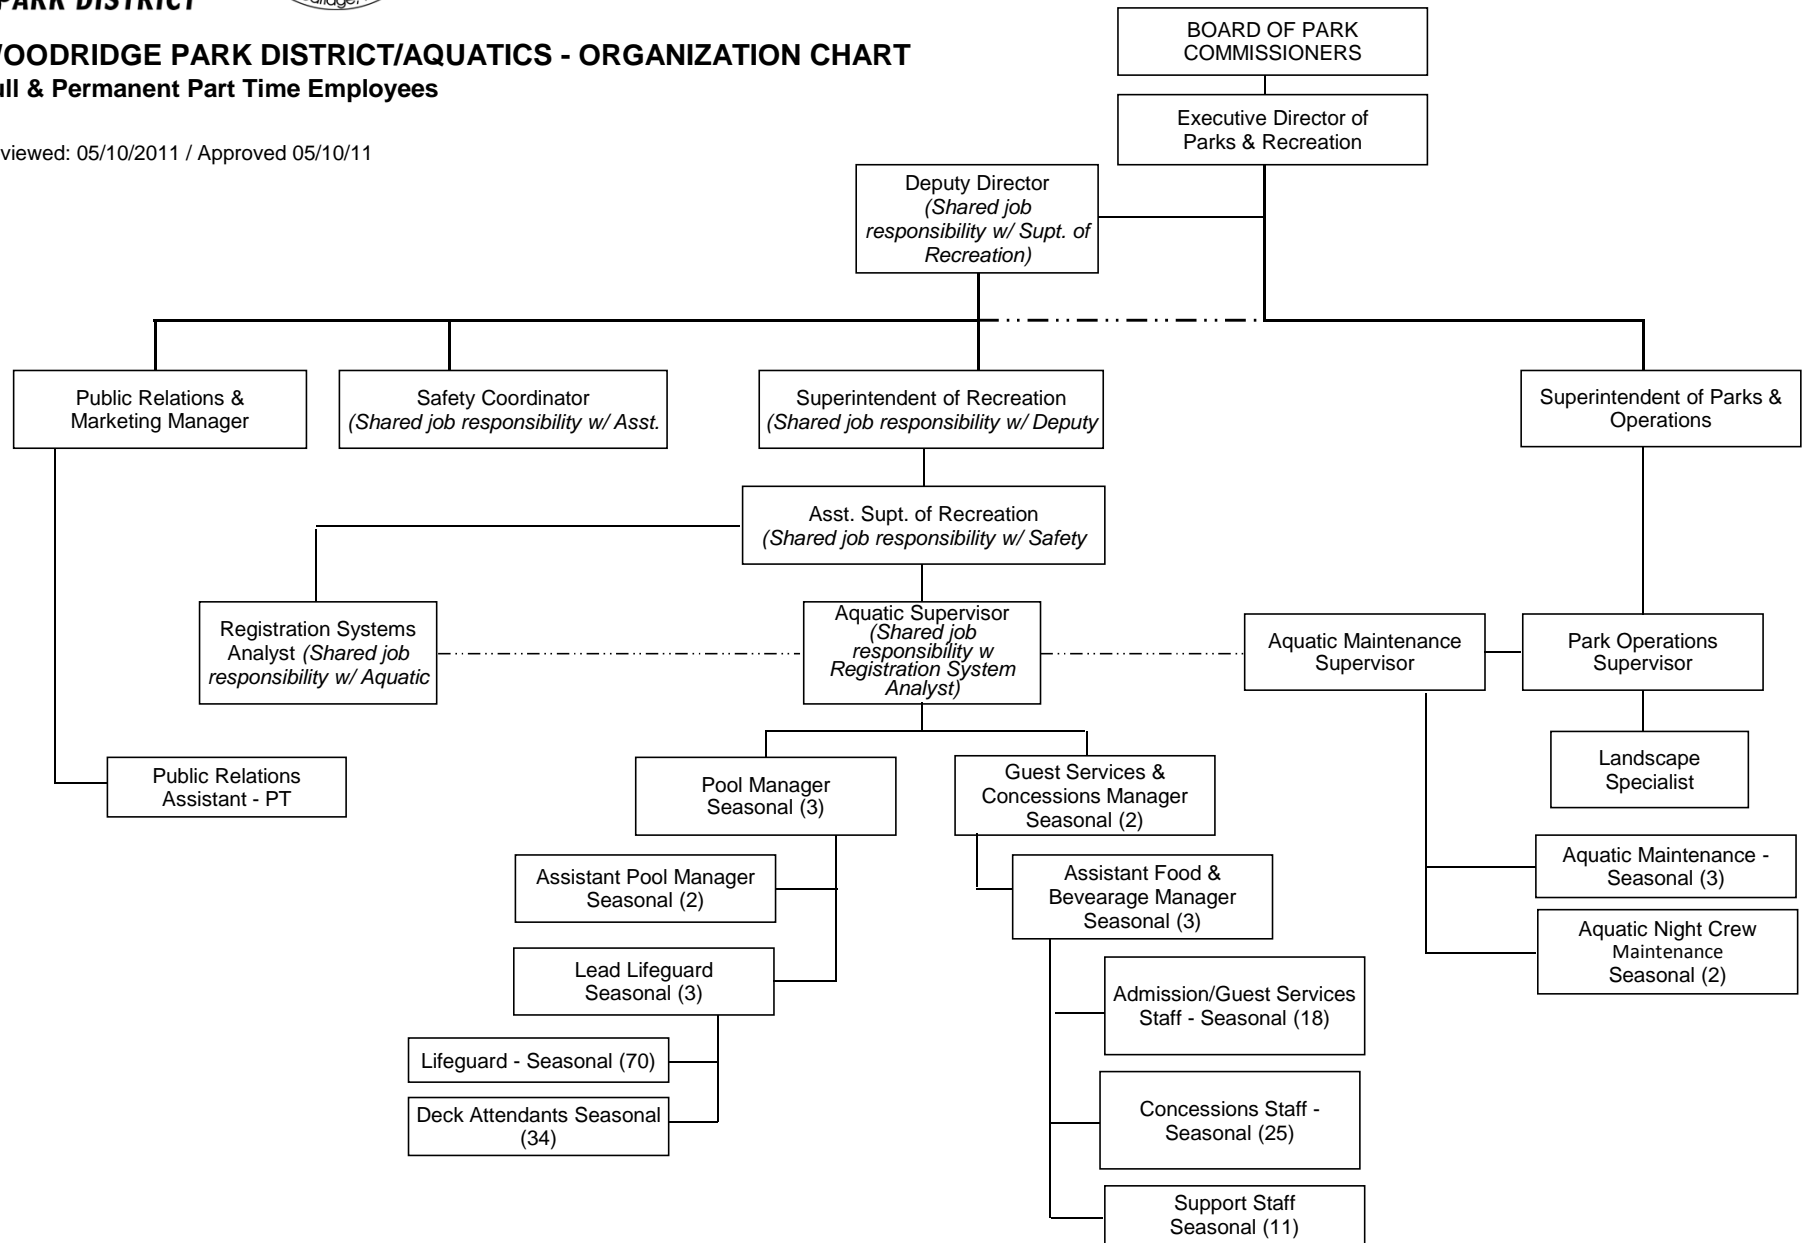 PARK DISTRICT
WOODRIDGE PARK DISTRICT/AQUATICS - ORGANIZATION CHART
ull & Permanent Part Time Employees
viewed: 05/10/2011 / Approved 05/10/11
BOARD OF PARK
COMMISSIONERS
Executive Director of
Parks & Recreation
Deputy Director
(Shared job
responsibility w/ Supt. of
Recreation)
Public Relations &
Marketing Manager
Safety Coordinator
(Shared job responsibility w/ Asst.
Superintendent of Recreation
(Shared job responsibility w/ Deputy
Superintendent of Parks &
Operations
Asst. Supt. of Recreation
(Shared job responsibility w/ Safety
Registration Systems
Analyst (Shared job
responsibility w/ Aquatic
Aquatic Supervisor
(Shared job
responsibility w
Registration System
Analyst)
Aquatic Maintenance
Supervisor
Park Operations
Supervisor
Public Relations
Assistant - PT
Pool Manager
Seasonal (3)
Guest Services &
Concessions Manager
Seasonal (2)
Landscape
Specialist
Assistant Pool Manager
Seasonal (2)
Assistant Food &
Bevearage Manager
Seasonal (3)
Aquatic Maintenance -
Seasonal (3)
Aquatic Night Crew
Maintenance
Seasonal (2)
Lead Lifeguard
Seasonal (3)
Admission/Guest Services
Staff - Seasonal (18)
Lifeguard - Seasonal (70)
Deck Attendants Seasonal
(34)
Concessions Staff -
Seasonal (25)
Support Staff
Seasonal (11)